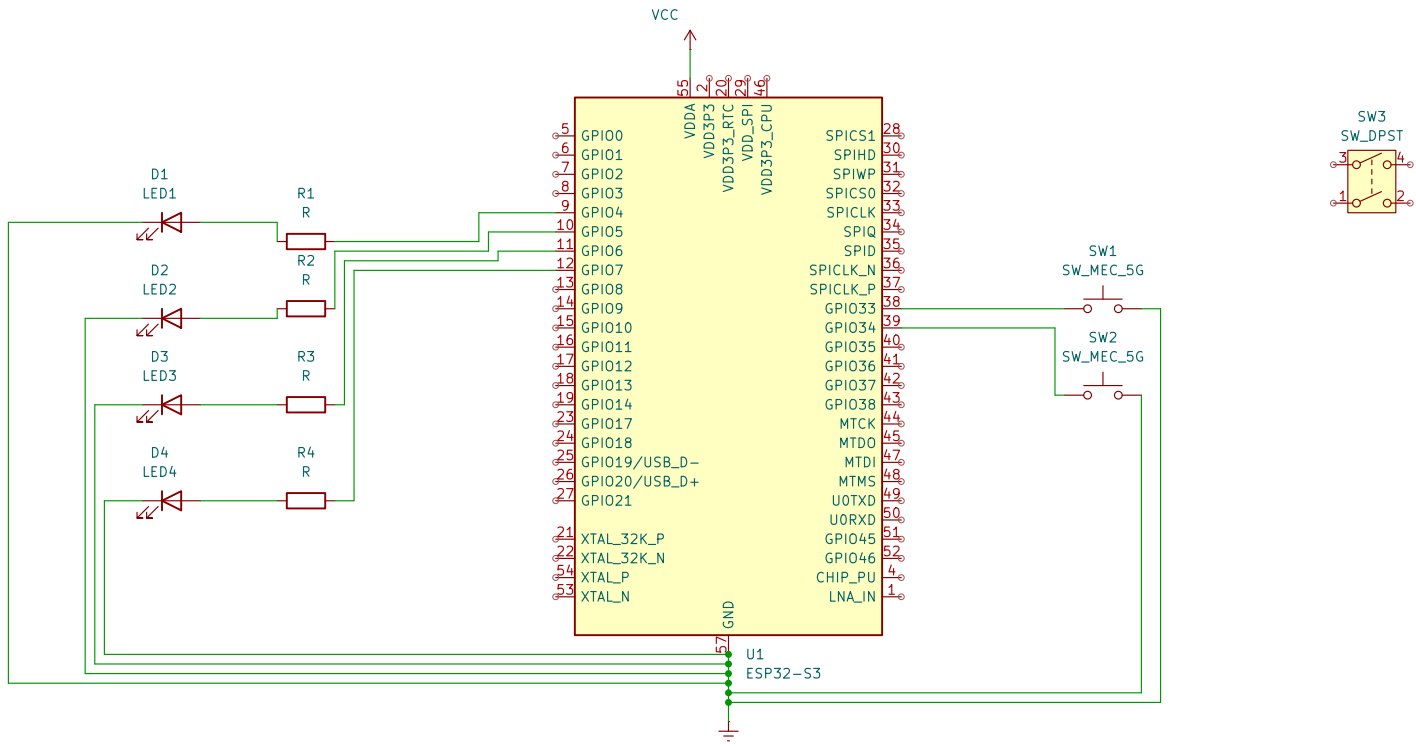 VCC
55
2
20
29
46
VDDA
VDD3P3
VDD3P3_RTC
VDD_SPI
VDD3P3_CPU
5 GPIO0
6 GPIO1
7 GPIO2
8 GPIO3
9 GPIO4
10 GPIO5
11 GPIO6
12 GPIO7
13 GPIO8
14 GPIO9
15 GPIO10
16 GPIO11
17 GPIO12
18 GPIO13
19 GPIO14
23 GPIO17
24 GPIO18
25 GPIO19/USB_D-
26 GPIO20/USB_D+
27 GPIO21
21 XTAL_32K_P
22 XTAL_32K_N
54 XTAL_P
53 XTAL_N
SPICS1 28
SPIHD 30
SPIWP 31
SPICS0 32
SPICLK 33
SPIQ 34
SPID 35
SPICLK_N 36
SPICLK_P 37
GPIO33 38
GPIO34 39
GPIO35 40
GPIO36 41
GPIO37 42
GPIO38 43
MTCK 44
MTDO 45
MTDI 47
MTMS 48
U0TXD 49
U0RXD 50
GPIO45 51
GPIO46 52
CHIP_PU 4
LNA_IN 1
GND
57
U1
ESP32-S3
D1
LED1
R1
R
D2
LED2
R2
R
D3
LED3
R3
R
D4
LED4
R4
R
SW1
SW_MEC_5G
SW2
SW_MEC_5G
SW3
SW_DPST
3 4
1 2